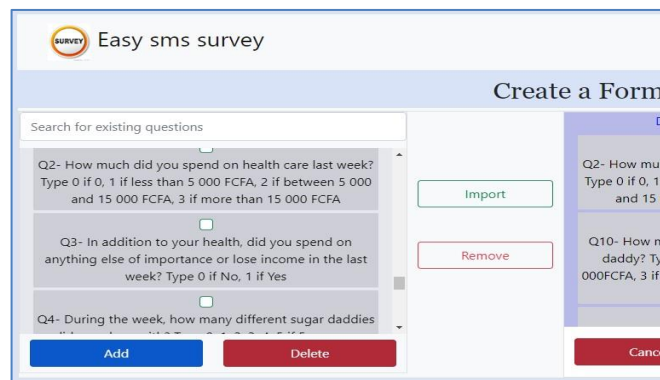 SURVEY
Easy sms survey
Create a Form
Search for existing questions
Q2- How much did you spend on health care last week?
Type 0 if 0, 1 if less than 5 000 FCFA, 2 if between 5 000
and 15 000 FCFA, 3 if more than 15 000 FCFA
Q3- In addition to your health, did you spend on
anything else of importance or lose income in the last
week? Type 0 if No, 1 if Yes
Q4- During the week, how many different sugar daddies
Add
Delete
Import
Remove
Q2- How mu
Type 0 if 0, 1
and 15
Q10- How
daddy? Ty
000FCFA, 3 if
Cance